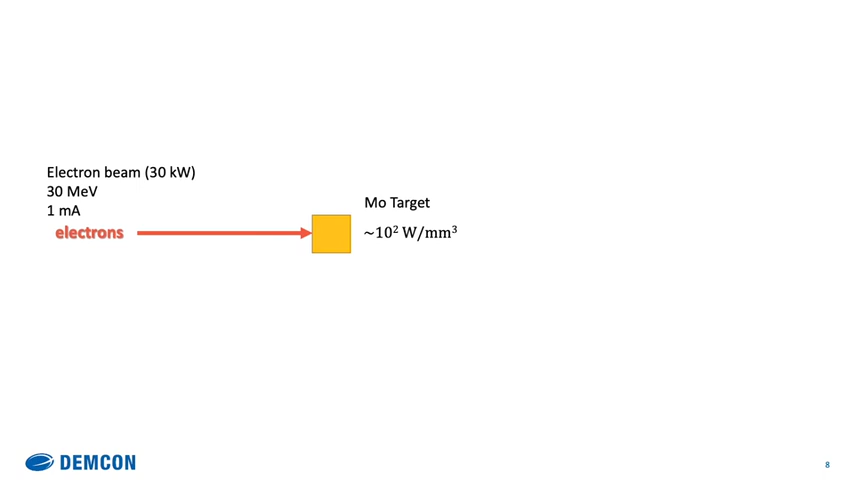 Electron beam (30 kW)
30 MeV
1 mA
electrons
Mo Target
~10² W/mm³
DEMCON
8